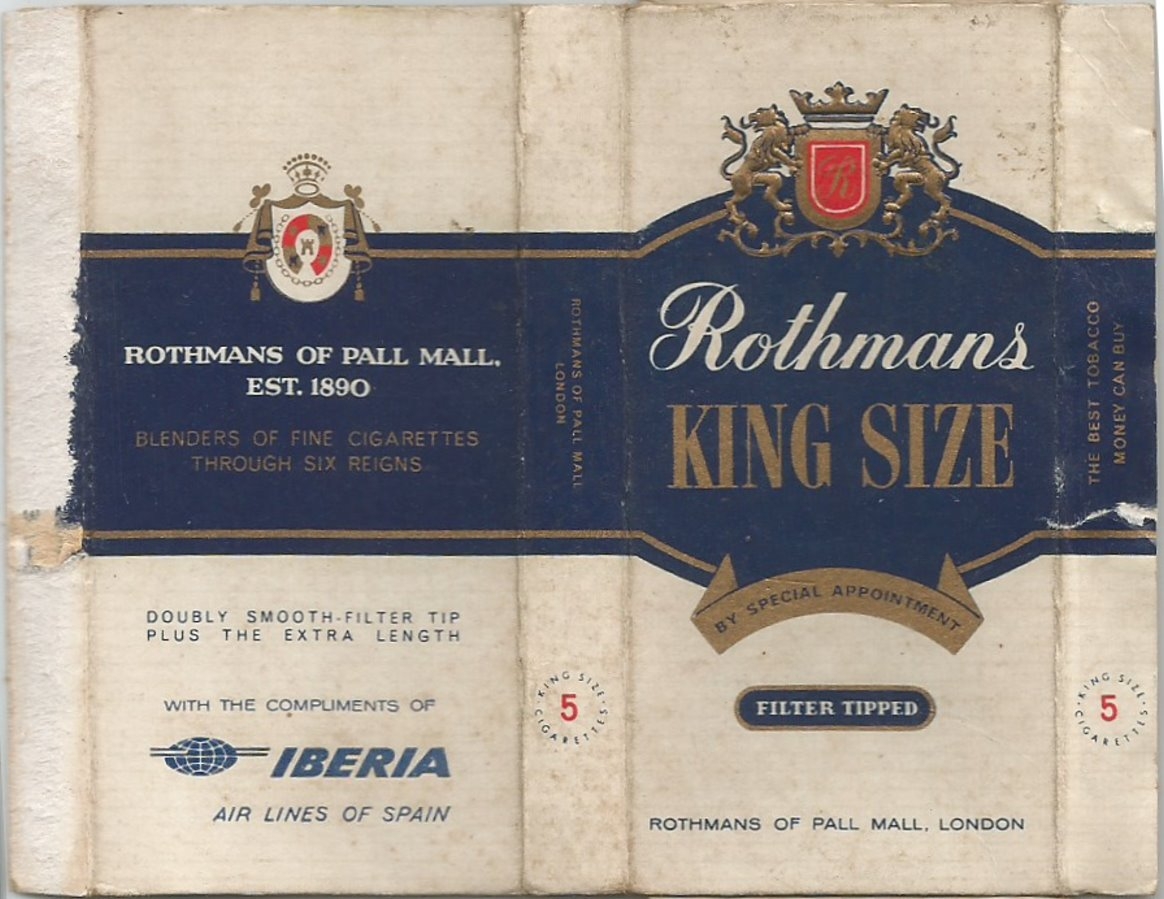 ROTHMANS OF PALL MALL,
EST. 1890
BLENDERS OF FINE CIGARETTES
THROUGH SIX REIGNS
DOUBLY SMOOTH-FILTER TIP
PLUS THE EXTRA LENGTH
WITH THE COMPLIMENTS OF
IBERIA
AIR LINES OF SPAIN
ROTHMANS OF PALL MALL
LONDON
KING SIZE
5
CIGARETTES
R
Rothmans
KING SIZE
BY SPECIAL APPOINTMENT
FILTER TIPPED
ROTHMANS OF PALL MALL, LONDON
THE BEST TOBACCO
MONEY CAN BUY
KING SIZE
5
CIGARETTES